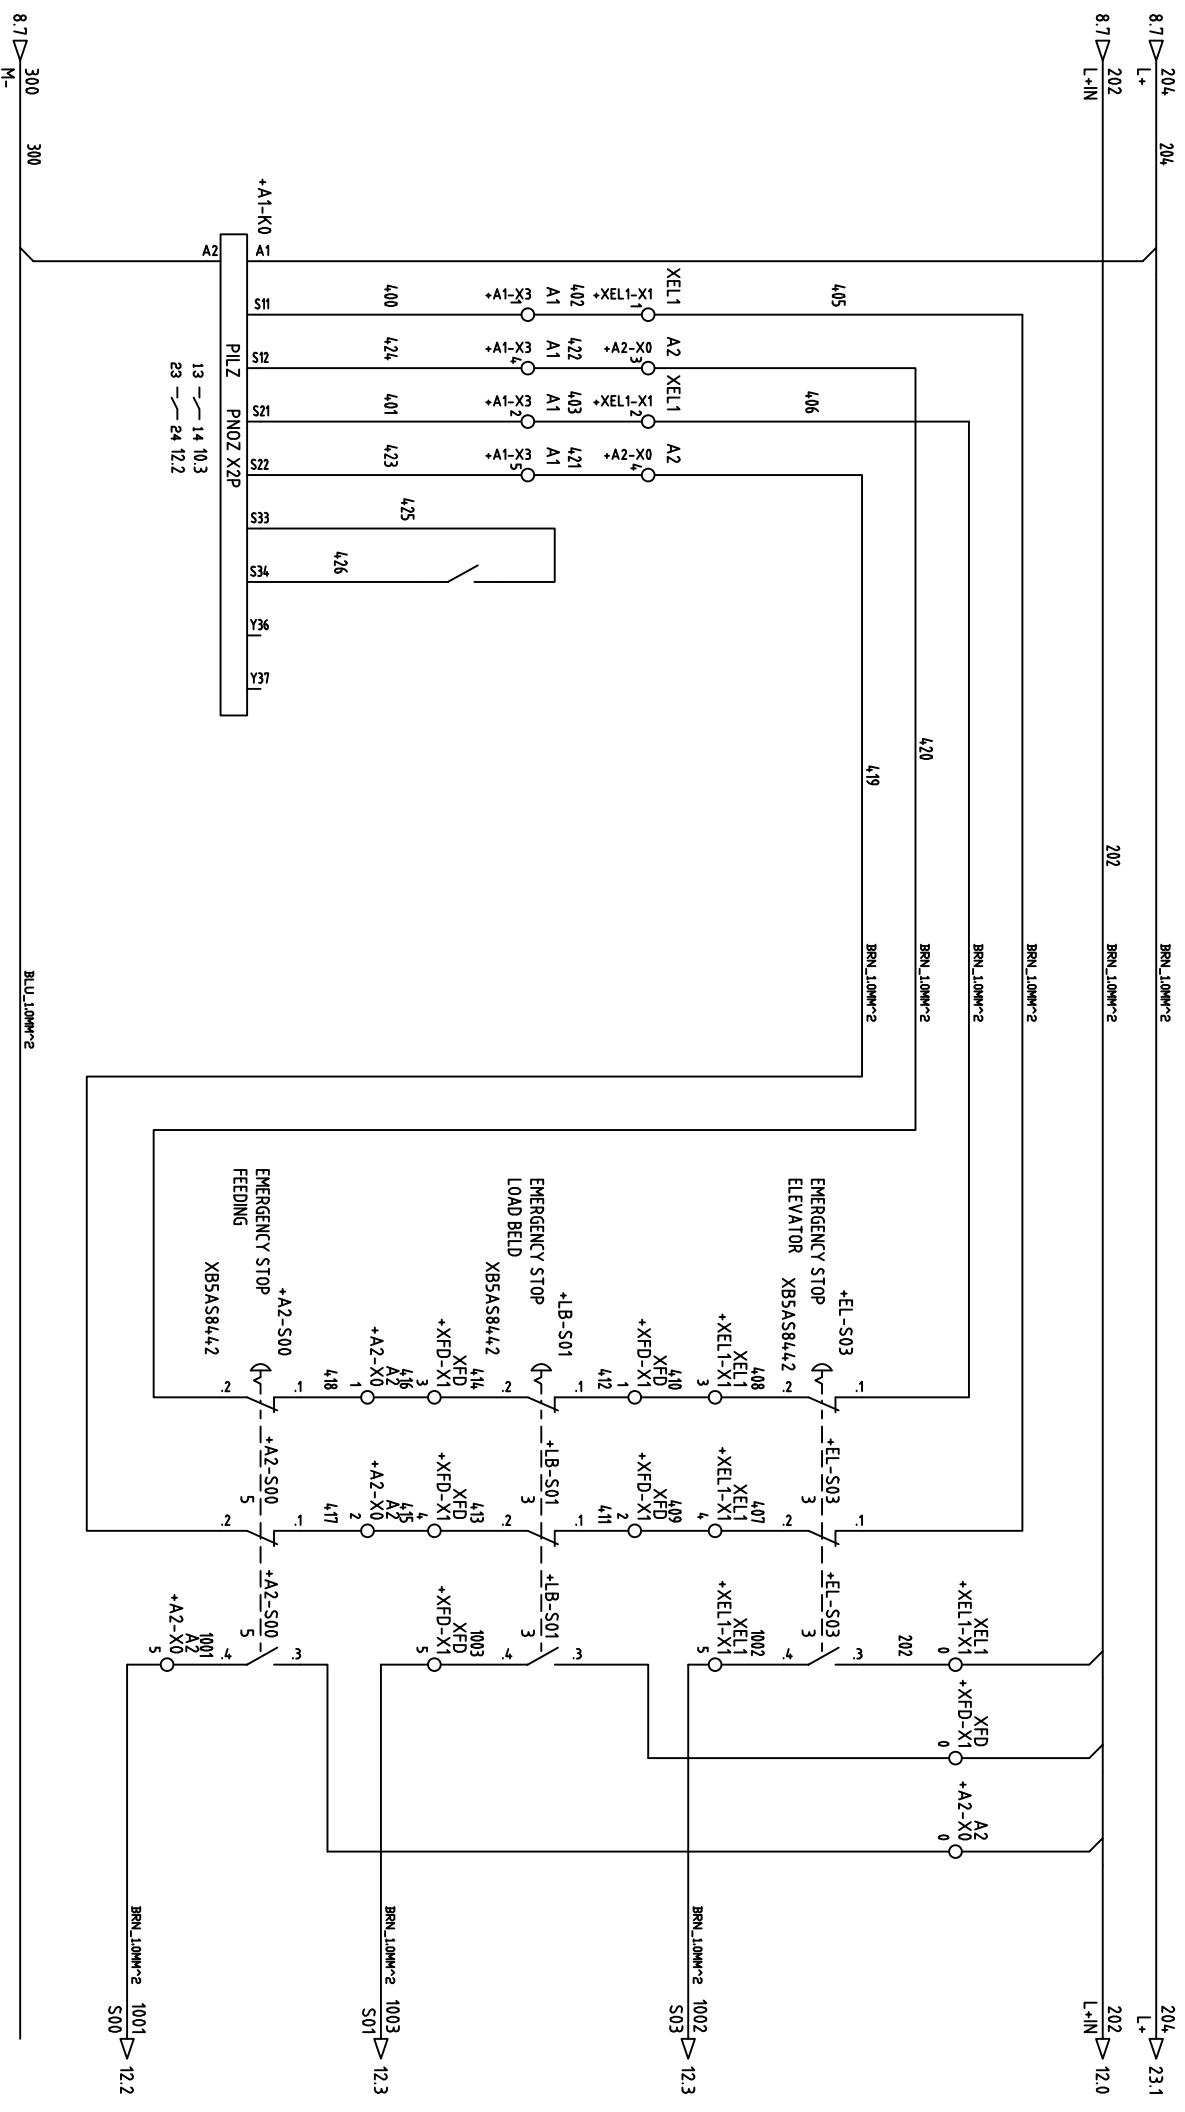 8.7
204
L+
204
BRN_1.0MM^2
204
L+
23.1
8.7
202
L+IN
202
BRN_1.0MM^2
202
L+IN
12.0
+A1-K0
A1
A2
PILZ PNOZ X2P
S11
S12
S21
S22
S33
S34
Y36
Y37
13 14 10.3
23 24 12.2
400
+A1-X3
1
A1
402
+XEL1-X1
1
XEL1
405
BRN_1.0MM^2
424
+A1-X3
4
A1
422
+A2-X0
3
A2
420
BRN_1.0MM^2
401
+A1-X3
2
A1
403
+XEL1-X1
2
XEL1
406
BRN_1.0MM^2
423
+A1-X3
5
A1
421
+A2-X0
4
A2
419
BRN_1.0MM^2
425
426
+EL-S03
EMERGENCY STOP
ELEVATOR
XB5AS8442
.1
.2
+EL-S03
3
.1
.2
+EL-S03
3
.3
.4
408
XEL1
+XEL1-X1
3
407
XEL1
+XEL1-X1
4
1002
XEL1
+XEL1-X1
5
410
XFD
+XFD-X1
1
412
409
XFD
+XFD-X1
2
411
202
XEL1
+XEL1-X1
0
XFD
+XFD-X1
0
A2
+A2-X0
0
+LB-S01
EMERGENCY STOP
LOAD BELD
XB5AS8442
.1
.2
+LB-S01
3
.1
.2
+LB-S01
3
.3
.4
414
XFD
+XFD-X1
3
413
XFD
+XFD-X1
4
1003
XFD
+XFD-X1
5
416
A2
+A2-X0
1
418
415
A2
+A2-X0
2
417
+A2-S00
EMERGENCY STOP
FEEDING
XB5AS8442
.1
.2
+A2-S00
5
.1
.2
+A2-S00
5
.3
.4
1001
A2
+A2-X0
5
BRN_1.0MM^2
1002
S03
12.3
BRN_1.0MM^2
1003
S01
12.3
BRN_1.0MM^2
1001
S00
12.2
8.7
300
M-
300
BLU_1.0MM^2